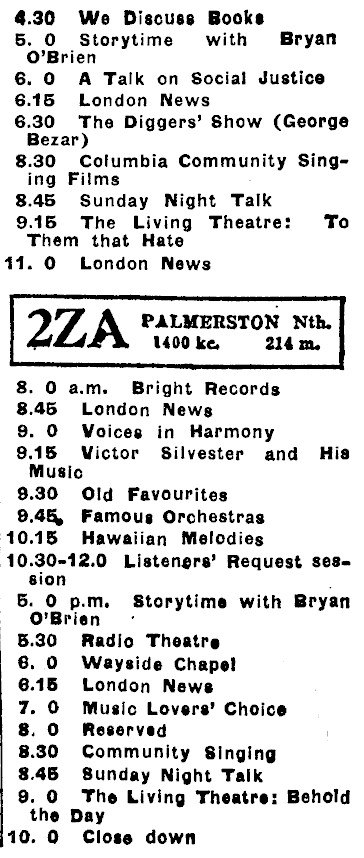 4.30 We Discuss Books
5. 0 Storytime with Bryan
O'Brien
6. 0 A Talk on Social Justice
6.15 London News
6.30 The Diggers' Show (George
Bezar)
8.30 Columbia Community Sing-
ing Films
8.45 Sunday Night Talk
9.15 The Living Theatre: To
Them that Hate
11. 0 London News
2ZA PALMERSTON Nth.
1400 kc. 214 m.
8. 0 a.m. Bright Records
8.45 London News
9. 0 Voices in Harmony
9.15 Victor Silvester and His
Music
9.30 Old Favourites
9.45 Famous Orchestras
10.15 Hawaiian Melodies
10.30-12.0 Listeners' Request ses-
sion
5. 0 p.m. Storytime with Bryan
O'Brien
5.30 Radio Theatre
6. 0 Wayside Chapel
6.15 London News
7. 0 Music Lovers' Choice
8. 0 Reserved
8.30 Community Singing
8.45 Sunday Night Talk
9. 0 The Living Theatre: Behold
the Day
10. 0 Close down